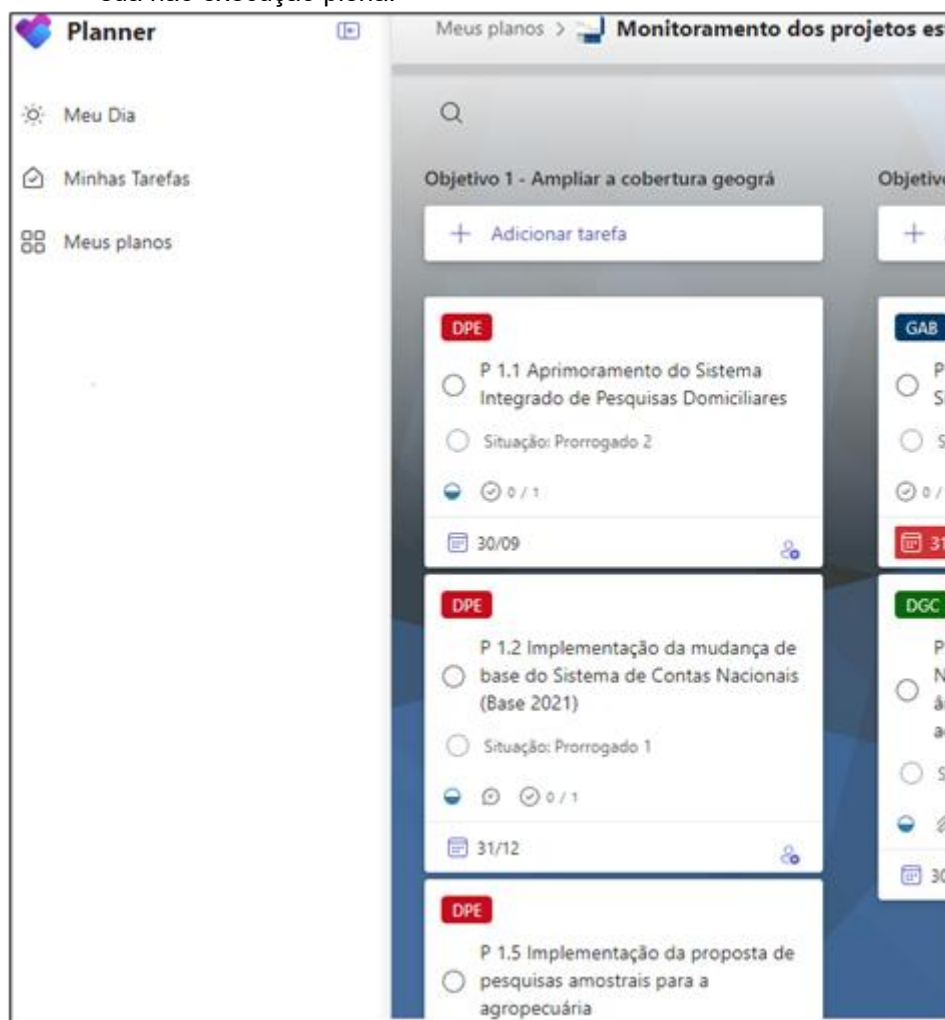 Planner
Meu Dia
Minhas Tarefas
Meus planos
Meus planos > Monitoramento dos projetos es
Objetivo 1 - Ampliar a cobertura geográ
+ Adicionar tarefa
DPE
P 1.1 Aprimoramento do Sistema
Integrado de Pesquisas Domiciliares
Situação: Prorrogado 2
0 / 1
30/09
DPE
P 1.2 Implementação da mudança de
base do Sistema de Contas Nacionais
(Base 2021)
Situação: Prorrogado 1
0 / 1
31/12
DPE
P 1.5 Implementação da proposta de
pesquisas amostrais para a
agropecuária
Objetiv
+
GAB
P
S
0 /
31
DGC
P
N
S
30